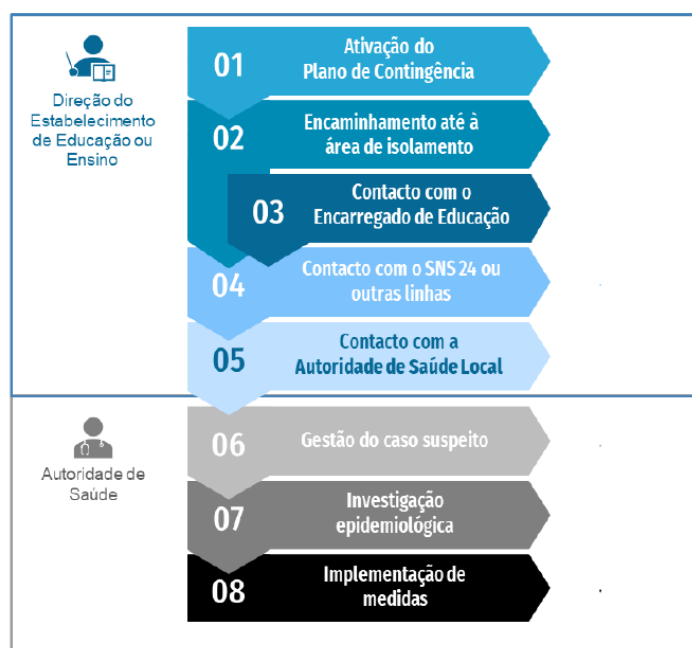 Direção do
Estabelecimento
de Educação ou
Ensino
01
Ativação do
Plano de Contingência
02
Encaminhamento até à
área de isolamento
03
Contacto com o
Encarregado de Educação
04
Contacto com o SNS 24 ou
outras linhas
05
Contacto com a
Autoridade de Saúde Local
Autoridade de
Saúde
06
Gestão do caso suspeito
07
Investigação
epidemiológica
08
Implementação de
medidas